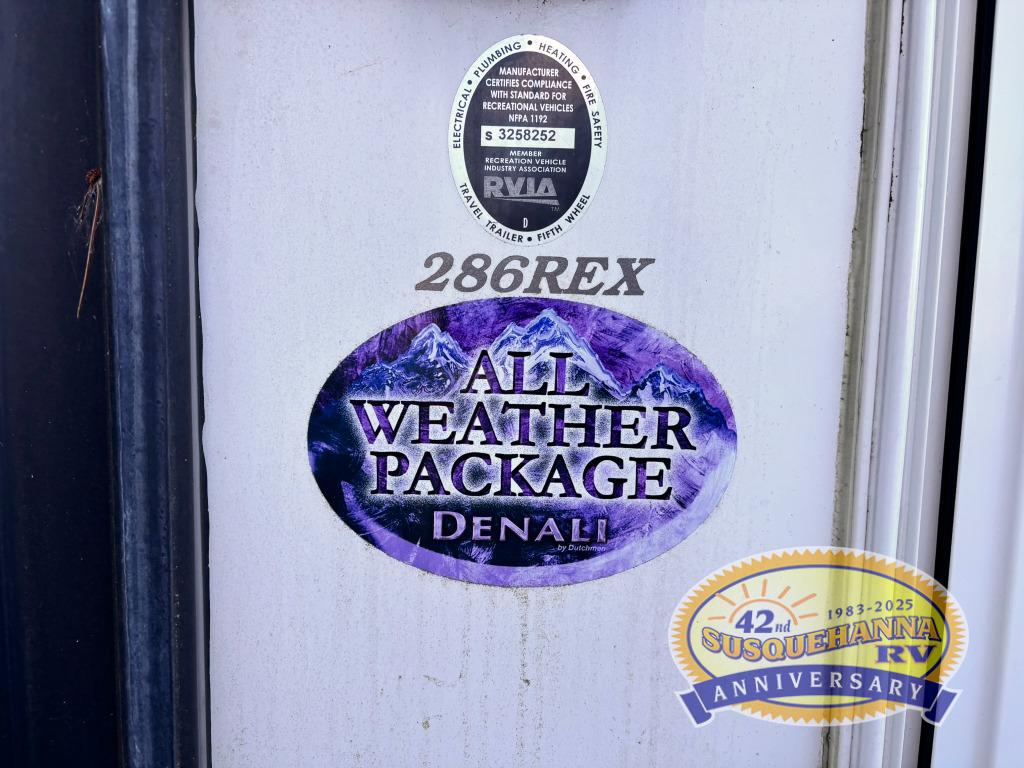 ELECTRICAL • PLUMBING • HEATING • FIRE SAFETY
MANUFACTURER
CERTIFIES COMPLIANCE
WITH STANDARD FOR
RECREATIONAL VEHICLES
NFPA 1192
S 3258252
MEMBER
RECREATION VEHICLE
INDUSTRY ASSOCIATION
RVIA
TM
D
TRAVEL TRAILER • FIFTH WHEEL
286REX
ALL
WEATHER
PACKAGE
DENALI
by Dutchmen
42nd
1983-2025
SUSQUEHANNA
RV
ANNIVERSARY